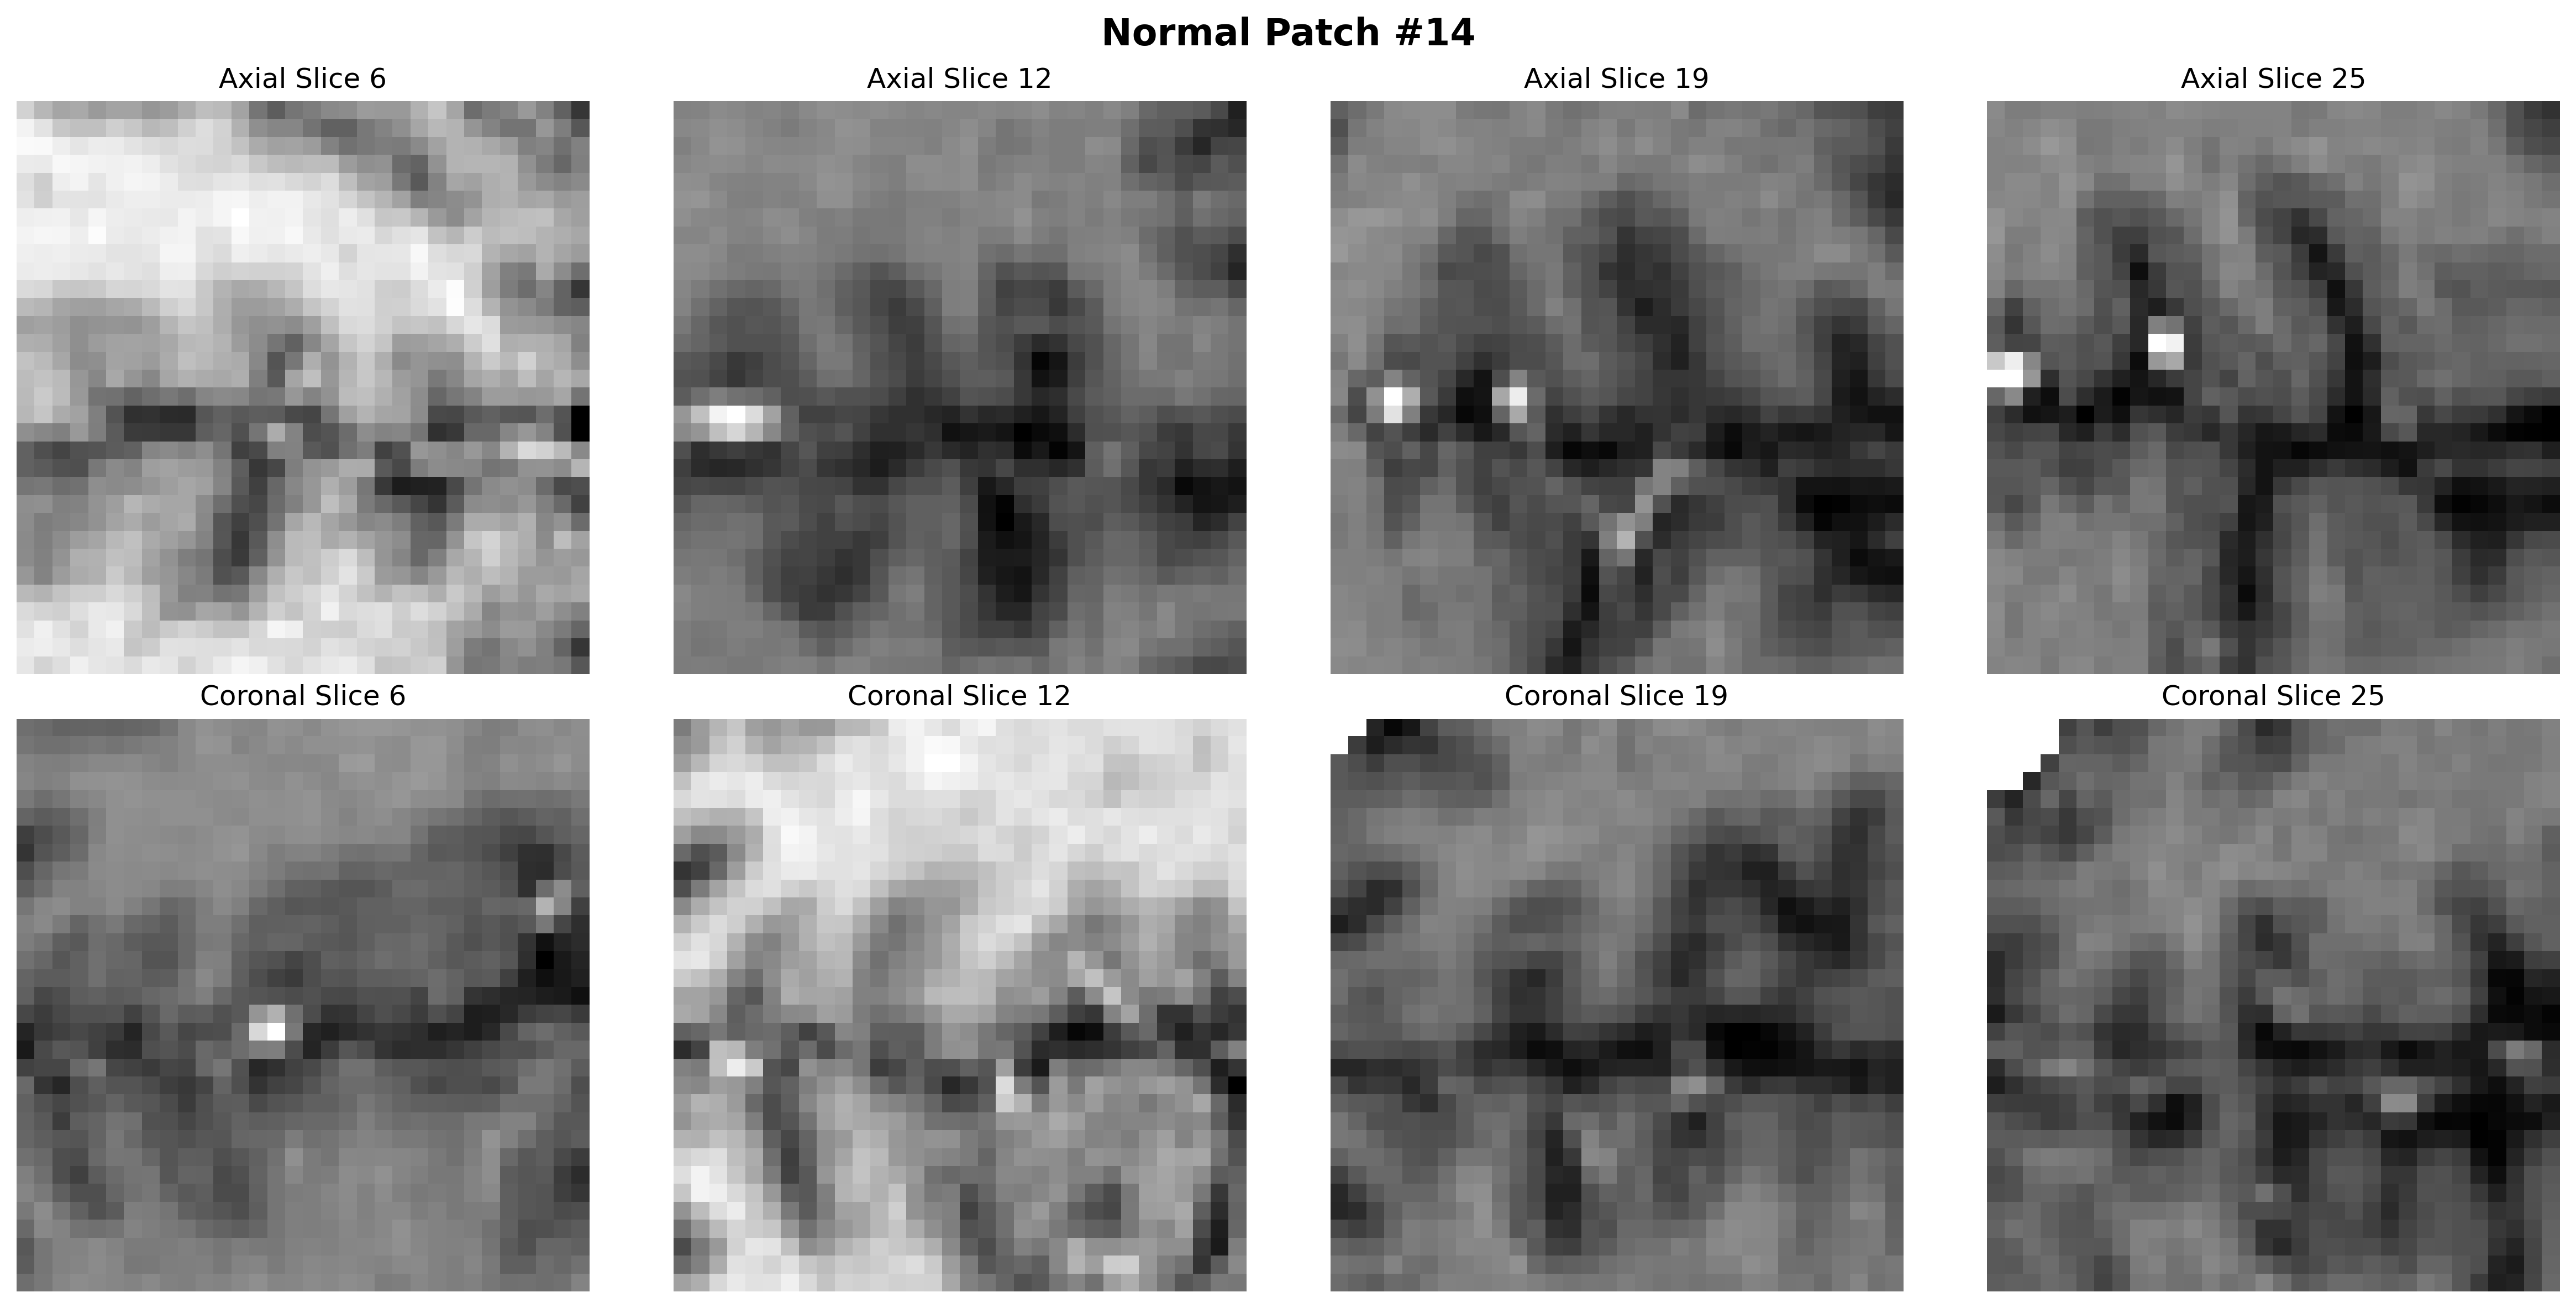 Normal Patch #14
Axial Slice 6
Axial Slice 12
Axial Slice 19
Axial Slice 25
Coronal Slice 6
Coronal Slice 12
Coronal Slice 19
Coronal Slice 25